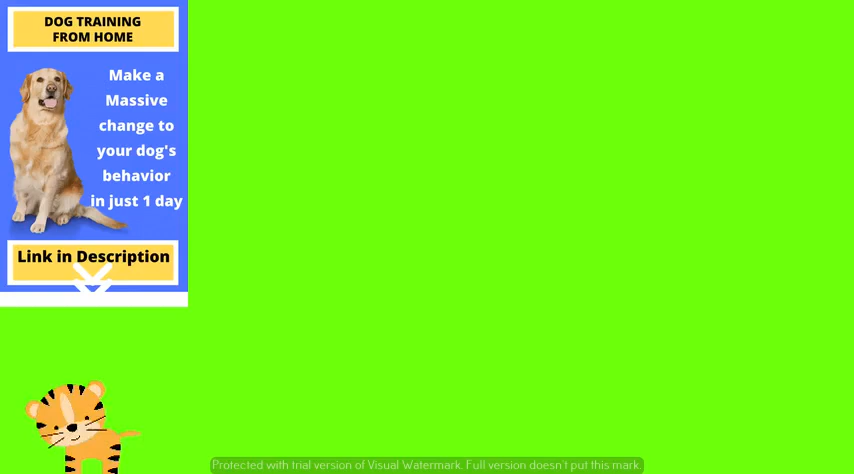 DOG TRAINING
FROM HOME
Make a
Massive
change to
your dog's
behavior
in just 1 day
Link in Description
Protected with trial version of Visual Watermark. Full version doesn't put this mark.